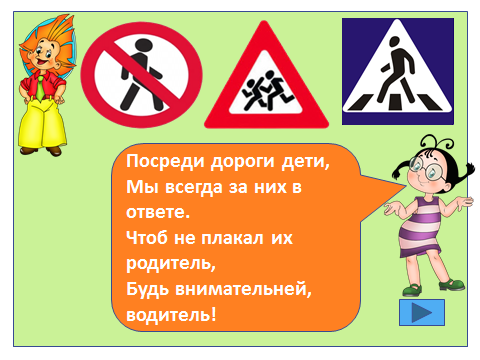 Посреди дороги дети,
Мы всегда за них в
ответе.
Чтоб не плакал их
родитель,
Будь внимательней,
водитель!